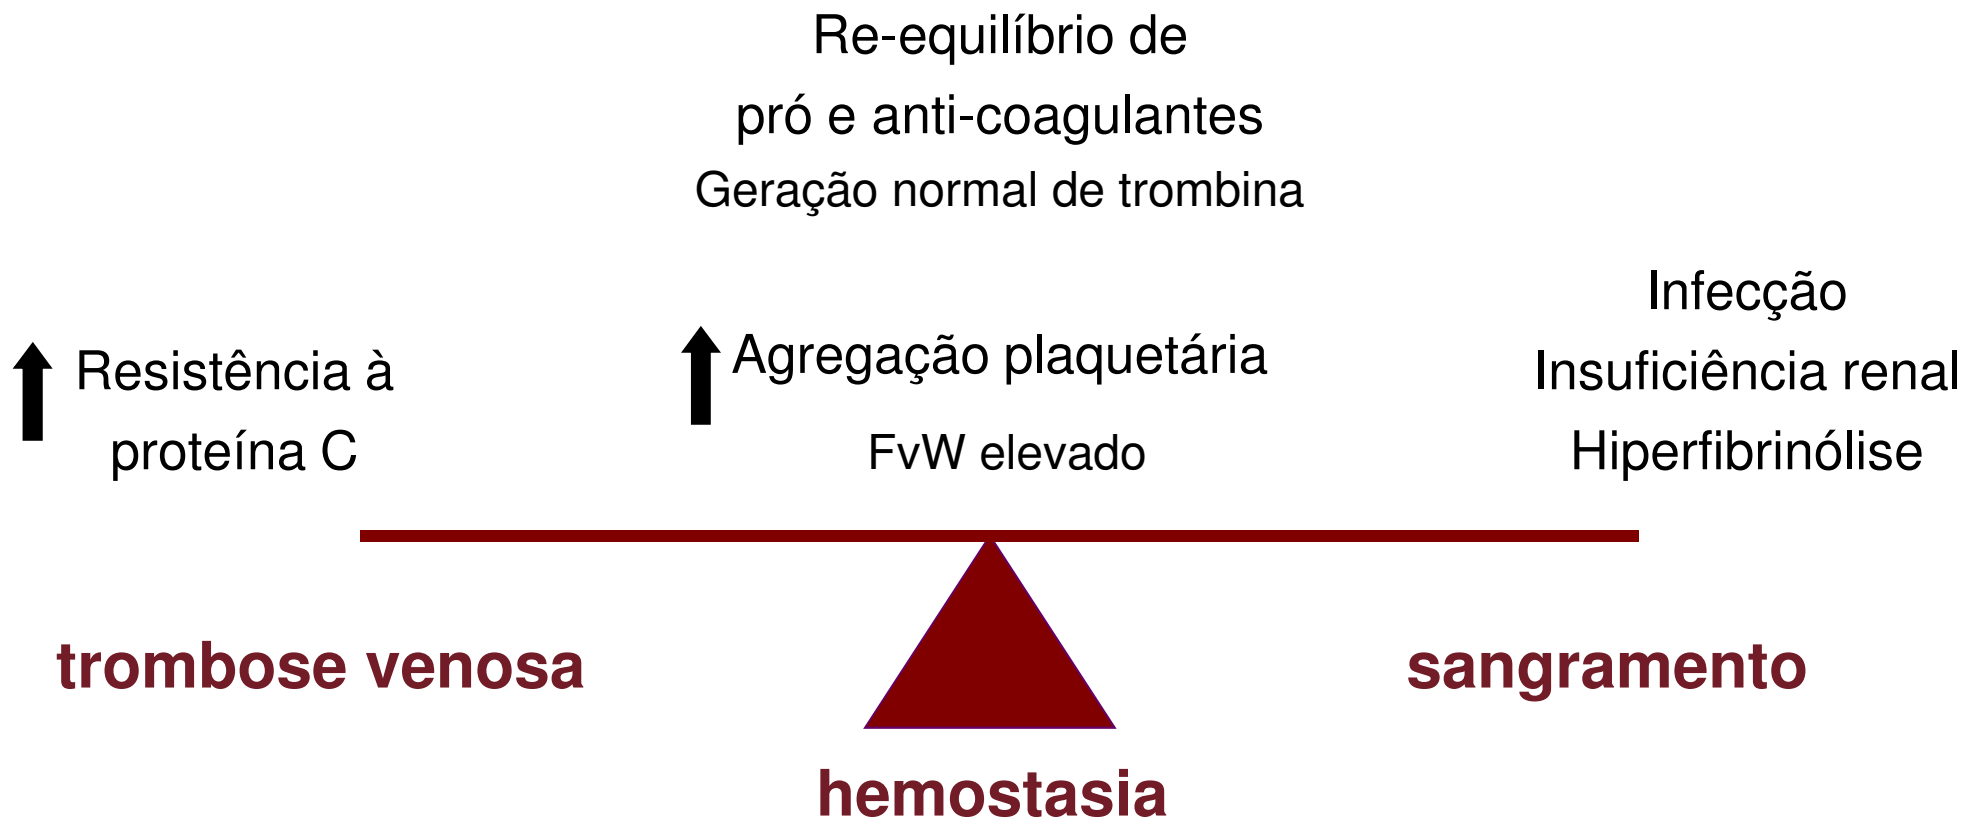 Re-equilíbrio de
pró e anti-coagulantes
Geração normal de trombina
Resistência à
proteína C
Agregação plaquetária
FvW elevado
Infecção
Insuficiência renal
Hiperfibrinólise
trombose venosa
sangramento
hemostasia